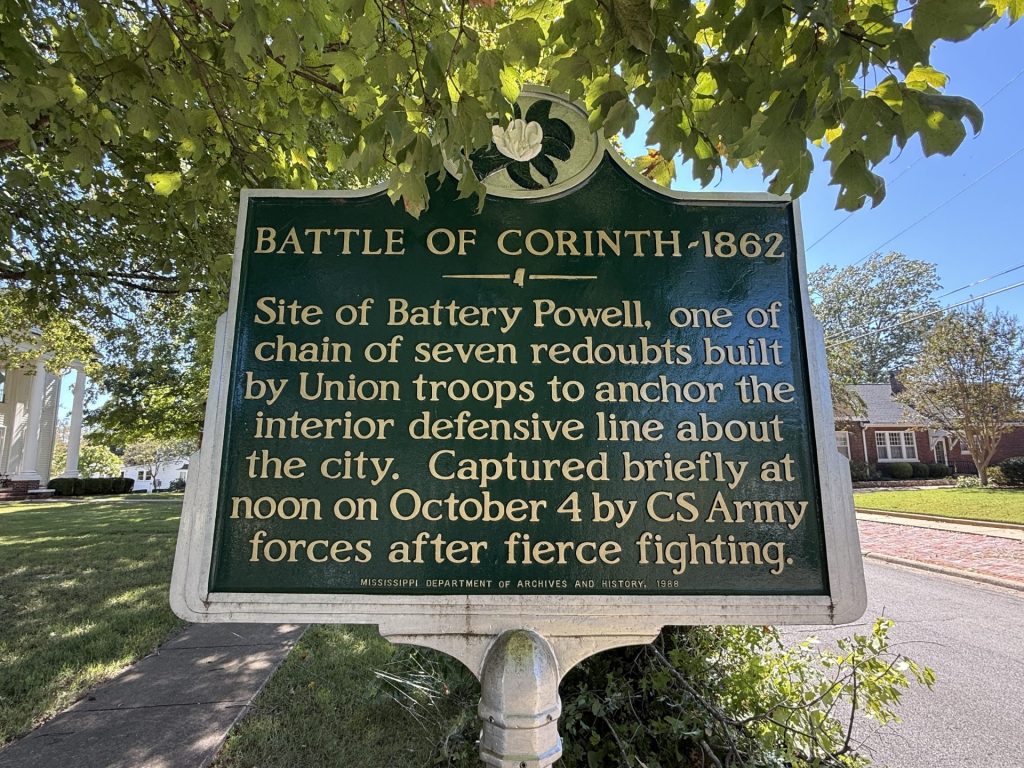 BATTLE OF CORINTH-1862
Site of Battery Powell, one of
chain of seven redoubts built
by Union troops to anchor the
interior defensive line about
the city. Captured briefly at
noon on October 4 by CS Army
forces after fierce fighting.
MISSISSIPPI DEPARTMENT OF ARCHIVES AND HISTORY, 1988